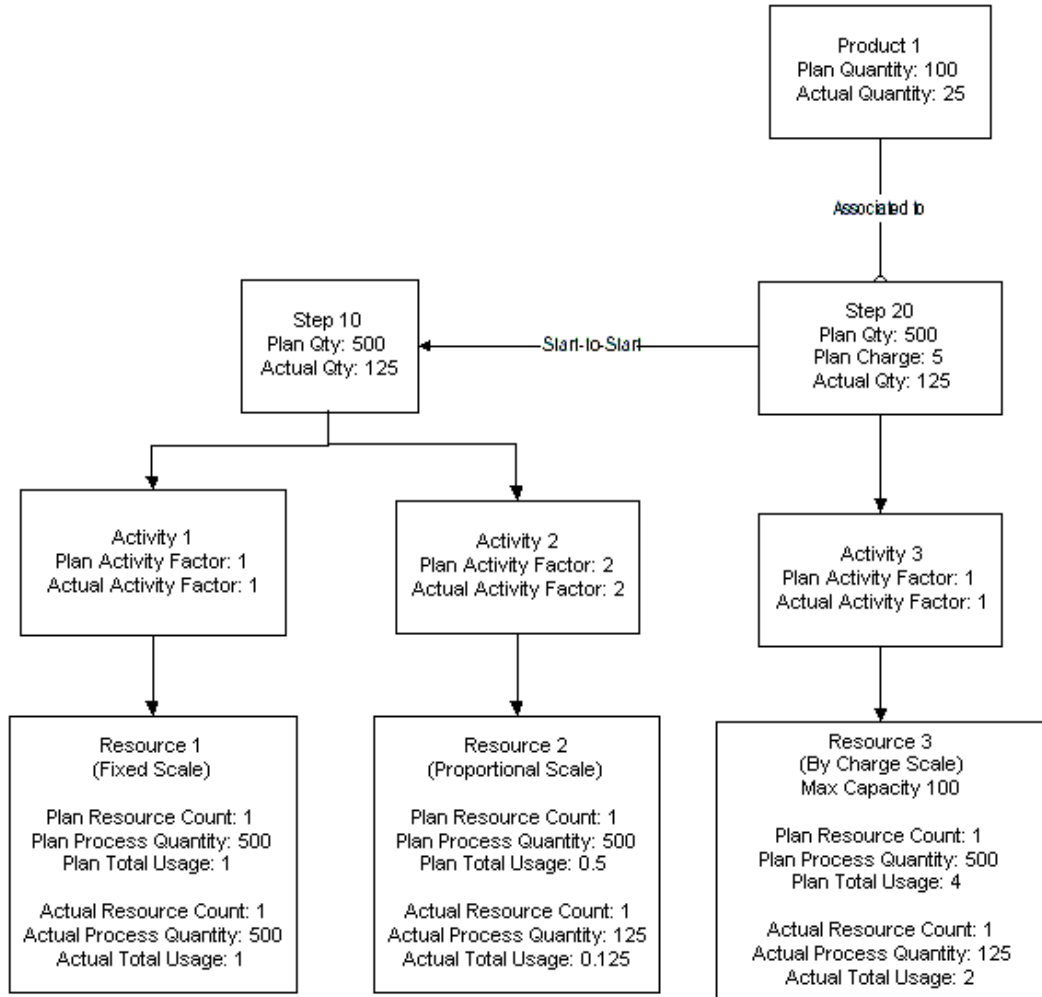 Product 1
Plan Quantity: 100
Actual Quantity: 25
Associated to
Step 10
Plan Qty: 500
Actual Qty: 125
Start-to-Start
Step 20
Plan Qty: 500
Plan Charge: 5
Actual Qty: 125
Activity 1
Plan Activity Factor: 1
Actual Activity Factor: 1
Activity 2
Plan Activity Factor: 2
Actual Activity Factor: 2
Activity 3
Plan Activity Factor: 1
Actual Activity Factor: 1
Resource 1
(Fixed Scale)
Plan Resource Count: 1
Plan Process Quantity: 500
Plan Total Usage: 1
Actual Resource Count: 1
Actual Process Quantity: 500
Actual Total Usage: 1
Resource 2
(Proportional Scale)
Plan Resource Count: 1
Plan Process Quantity: 500
Plan Total Usage: 0.5
Actual Resource Count: 1
Actual Process Quantity: 125
Actual Total Usage: 0.125
Resource 3
(By Charge Scale)
Max Capacity 100
Plan Resource Count: 1
Plan Process Quantity: 500
Plan Total Usage: 4
Actual Resource Count: 1
Actual Process Quantity: 125
Actual Total Usage: 2